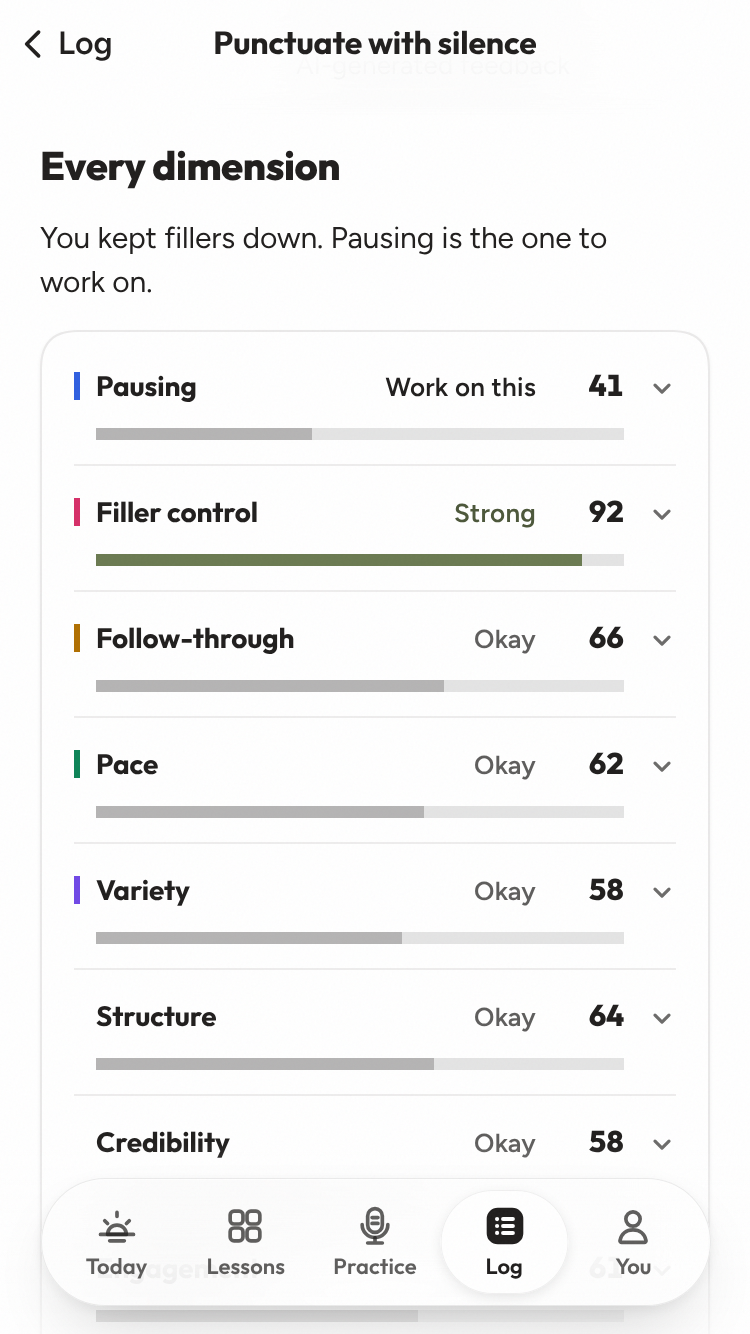 Log
Punctuate with silence
AI-generated feedback
Every dimension
You kept fillers down. Pausing is the one to
work on.
Pausing Work on this 41
Filler control Strong 92
Follow-through Okay 66
Pace Okay 62
Variety Okay 58
Structure Okay 64
Credibility Okay 58
Engagement
Today Lessons Practice Log You